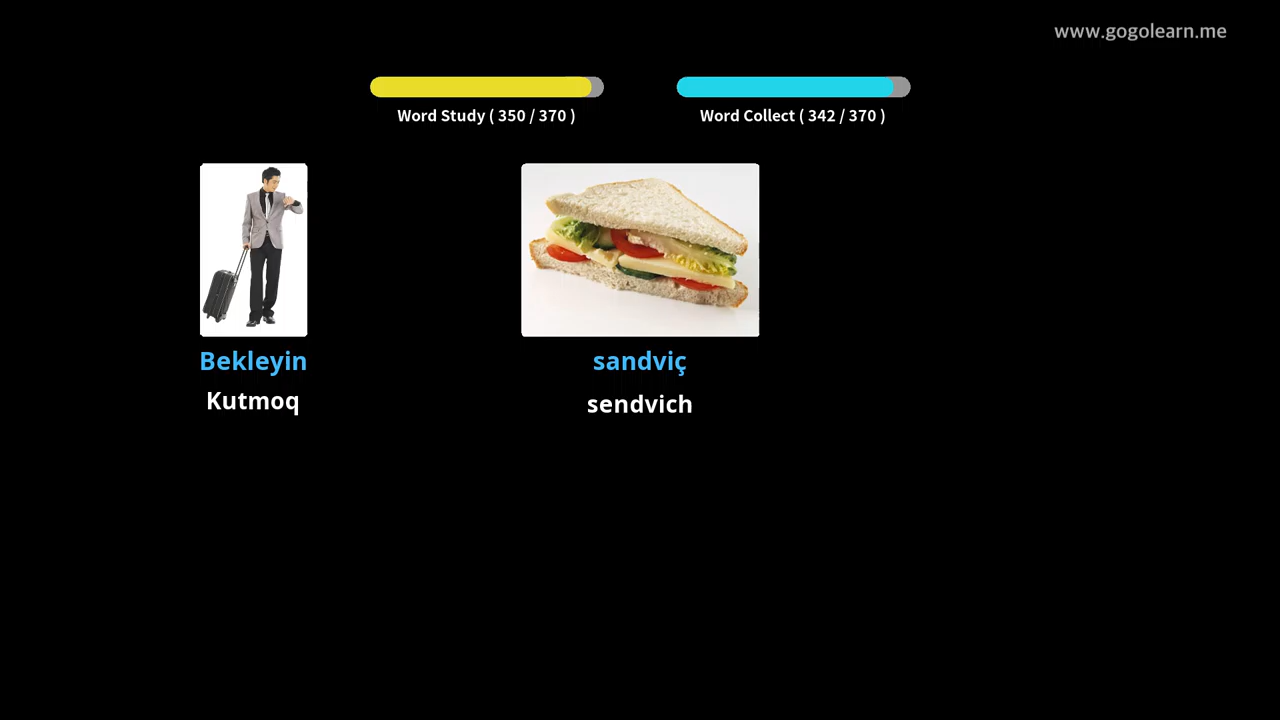 www.gogolearn.me
Word Study ( 350 / 370 )
Word Collect ( 342 / 370 )
Bekleyin
Kutmoq
sandviç
sendvich